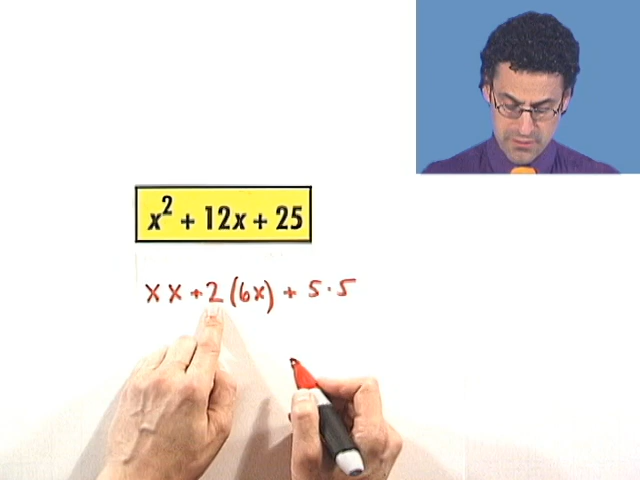 x² + 12x + 25
x x + 2 (6x) + 5 · 5